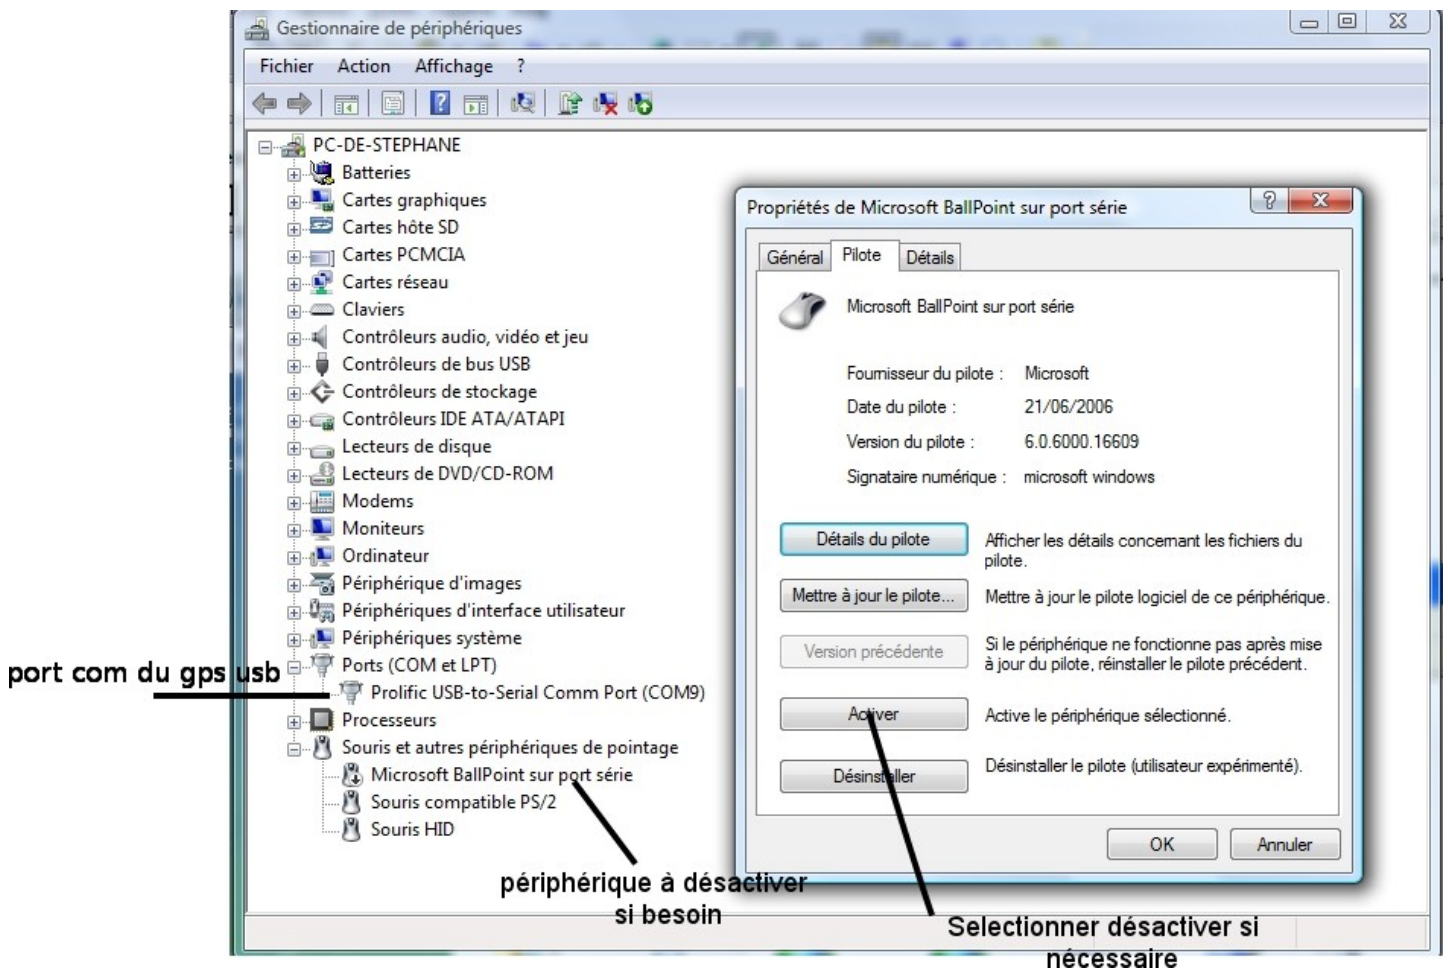 Gestionnaire de périphériques
Fichier Action Affichage ?
PC-DE-STEPHANE
Batteries
Cartes graphiques
Cartes hôte SD
Cartes PCMCIA
Cartes réseau
Claviers
Contrôleurs audio, vidéo et jeu
Contrôleurs de bus USB
Contrôleurs de stockage
Contrôleurs IDE ATA/ATAPI
Lecteurs de disque
Lecteurs de DVD/CD-ROM
Modems
Moniteurs
Ordinateur
Périphérique d'images
Périphériques d'interface utilisateur
Périphériques système
port com du gps usb
Ports (COM et LPT)
Prolific USB-to-Serial Comm Port (COM9)
Processeurs
Souris et autres périphériques de pointage
Microsoft BallPoint sur port série
Souris compatible PS/2
Souris HID
périphérique à désactiver
si besoin
Propriétés de Microsoft BallPoint sur port série
Général Pilote Détails
Microsoft BallPoint sur port série
Fournisseur du pilote : Microsoft
Date du pilote : 21/06/2006
Version du pilote : 6.0.6000.16609
Signataire numérique : microsoft windows
Détails du pilote
Afficher les détails concernant les fichiers du
pilote.
Mettre à jour le pilote...
Mettre à jour le pilote logiciel de ce périphérique.
Version précédente
Si le périphérique ne fonctionne pas après mise
à jour du pilote, réinstaller le pilote précédent.
Activer
Active le périphérique sélectionné.
Désinstaller
Désinstaller le pilote (utilisateur expérimenté).
OK Annuler
Selectionner désactiver si
nécessaire